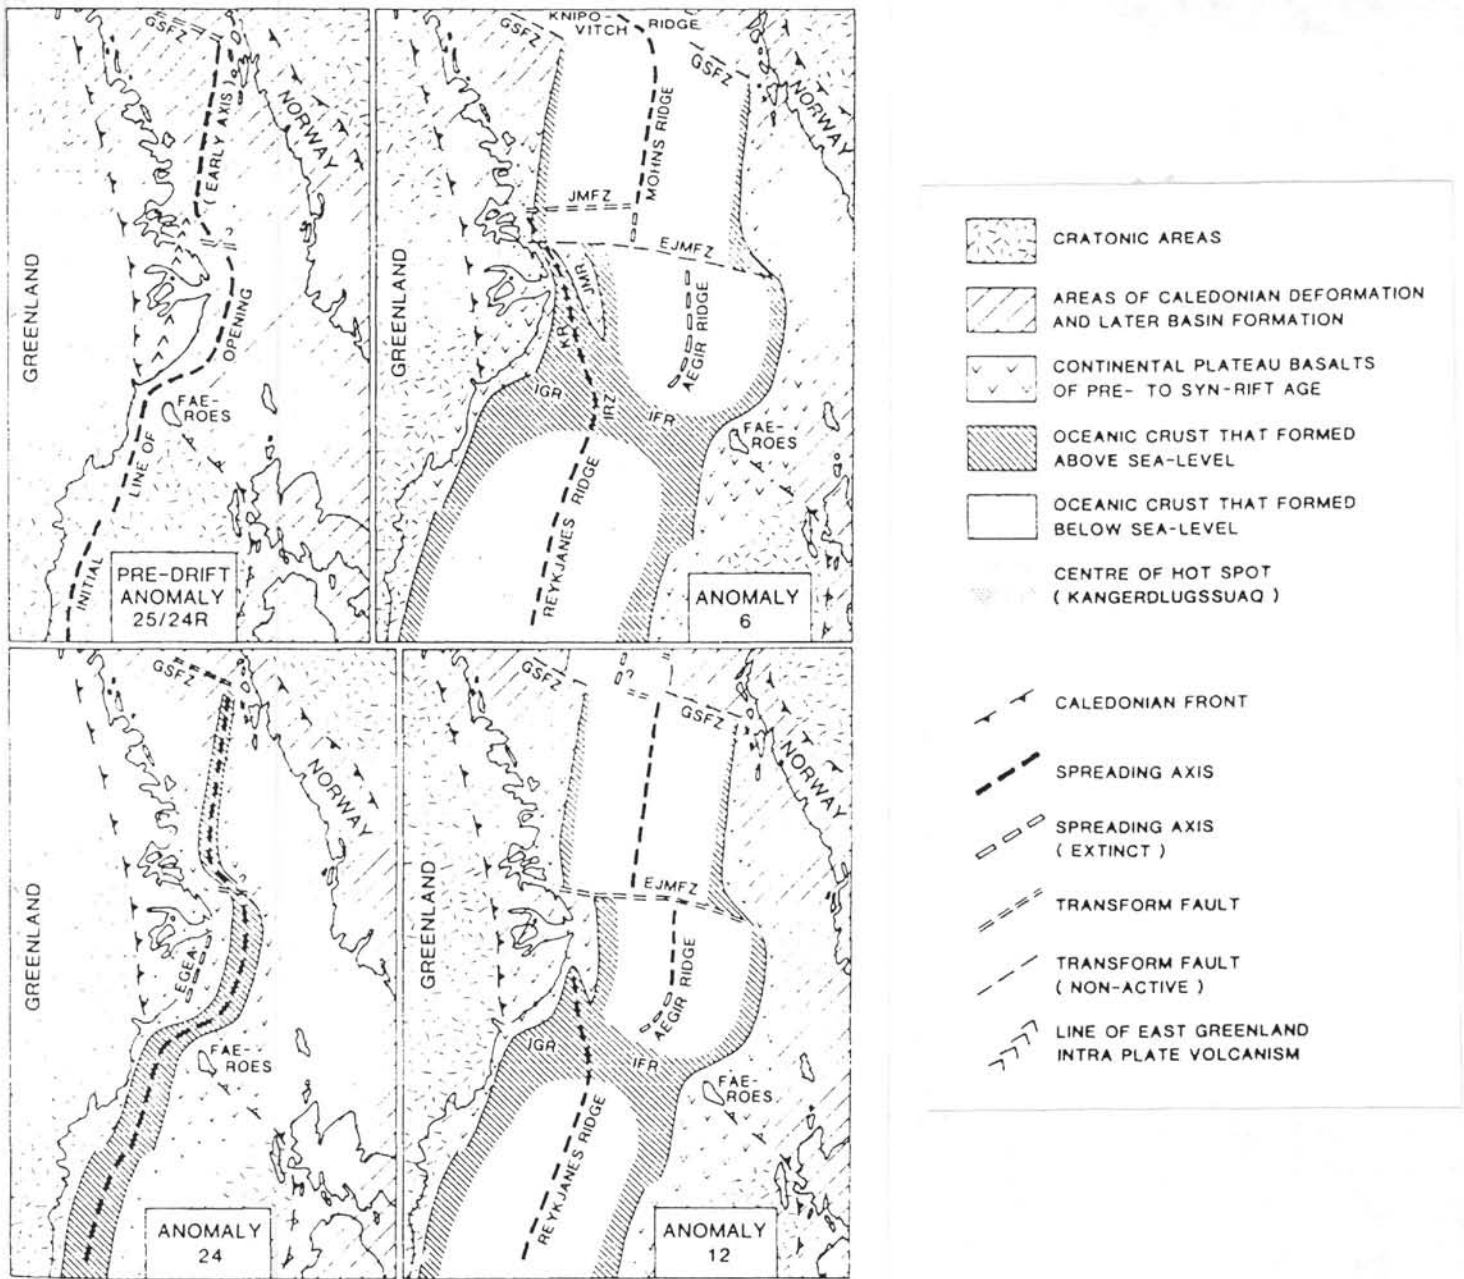 GSFZ
(EARLY AXIS)
NORWAY
GREENLAND
OPENING
FAE-
ROES
LINE OF
INITIAL
PRE-DRIFT
ANOMALY
25/24R
KNIPO-
VITCH
RIDGE
GSFZ
GSFZ
NORWAY
MOHNS RIDGE
JMFZ
EJMFZ
GREENLAND
JMR
KR
AEGIR RIDGE
IGR
IRZ
IFR
FAE-
ROES
REYKJANES RIDGE
ANOMALY
6
GSFZ
NORWAY
GREENLAND
EGEA
FAE-
ROES
ANOMALY
24
GSFZ
?
GSFZ
NORWAY
EJMFZ
GREENLAND
AEGIR RIDGE
IGR
IFR
FAE-
ROES
REYKJANES RIDGE
ANOMALY
12
CRATONIC AREAS
AREAS OF CALEDONIAN DEFORMATION
AND LATER BASIN FORMATION
CONTINENTAL PLATEAU BASALTS
OF PRE- TO SYN-RIFT AGE
OCEANIC CRUST THAT FORMED
ABOVE SEA-LEVEL
OCEANIC CRUST THAT FORMED
BELOW SEA-LEVEL
CENTRE OF HOT SPOT
( KANGERDLUGSSUAQ )
CALEDONIAN FRONT
SPREADING AXIS
SPREADING AXIS
( EXTINCT )
TRANSFORM FAULT
TRANSFORM FAULT
( NON-ACTIVE )
LINE OF EAST GREENLAND
INTRA PLATE VOLCANISM